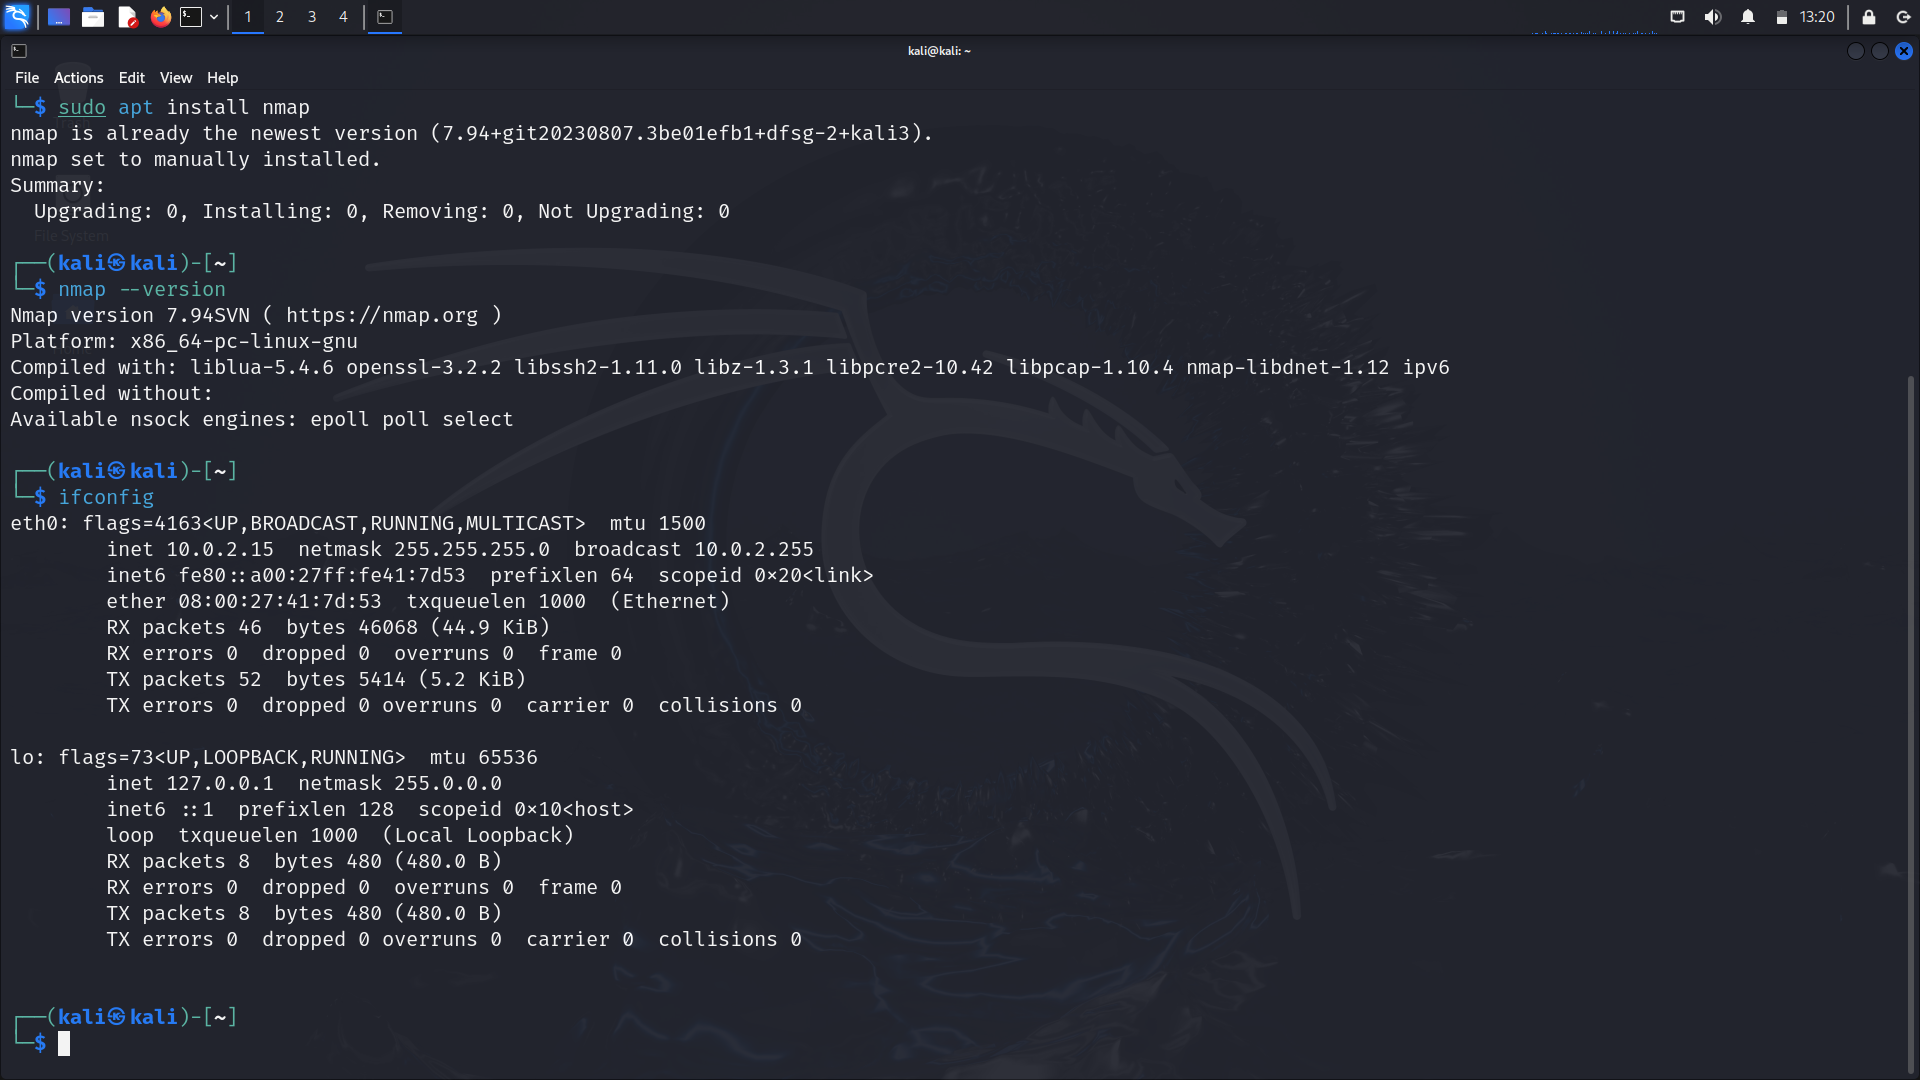 1 2 3 4 13:20
kali@kali: ~
File Actions Edit View Help
└─$ sudo apt install nmap
nmap is already the newest version (7.94+git20230807.3be01efb1+dfsg-2+kali3).
nmap set to manually installed.
Summary:
  Upgrading: 0, Installing: 0, Removing: 0, Not Upgrading: 0
File System
┌──(kali㉿kali)-[~]
└─$ nmap --version
Nmap version 7.94SVN ( https://nmap.org )
Platform: x86_64-pc-linux-gnu
Compiled with: liblua-5.4.6 openssl-3.2.2 libssh2-1.11.0 libz-1.3.1 libpcre2-10.42 libpcap-1.10.4 nmap-libdnet-1.12 ipv6
Compiled without:
Available nsock engines: epoll poll select
┌──(kali㉿kali)-[~]
└─$ ifconfig
eth0: flags=4163<UP,BROADCAST,RUNNING,MULTICAST>  mtu 1500
        inet 10.0.2.15  netmask 255.255.255.0  broadcast 10.0.2.255
        inet6 fe80::a00:27ff:fe41:7d53  prefixlen 64  scopeid 0×20<link>
        ether 08:00:27:41:7d:53  txqueuelen 1000  (Ethernet)
        RX packets 46  bytes 46068 (44.9 KiB)
        RX errors 0  dropped 0  overruns 0  frame 0
        TX packets 52  bytes 5414 (5.2 KiB)
        TX errors 0  dropped 0 overruns 0  carrier 0  collisions 0
lo: flags=73<UP,LOOPBACK,RUNNING>  mtu 65536
        inet 127.0.0.1  netmask 255.0.0.0
        inet6 ::1  prefixlen 128  scopeid 0×10<host>
        loop  txqueuelen 1000  (Local Loopback)
        RX packets 8  bytes 480 (480.0 B)
        RX errors 0  dropped 0  overruns 0  frame 0
        TX packets 8  bytes 480 (480.0 B)
        TX errors 0  dropped 0 overruns 0  carrier 0  collisions 0
┌──(kali㉿kali)-[~]
└─$